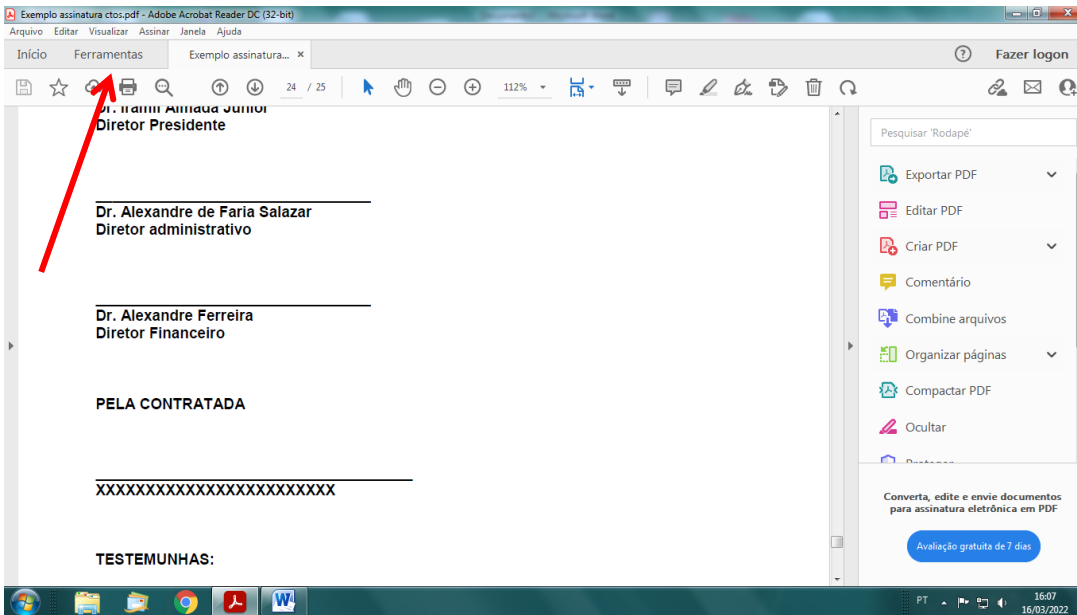 Exemplo assinatura ctos.pdf - Adobe Acrobat Reader DC (32-bit)
Arquivo Editar Visualizar Assinar Janela Ajuda
Início Ferramentas Exemplo assinatura... × ? Fazer logon
24 / 25 112%
Diretor Presidente
Dr. Alexandre de Faria Salazar
Diretor administrativo
Dr. Alexandre Ferreira
Diretor Financeiro
PELA CONTRATADA
XXXXXXXXXXXXXXXXXXXXXXXX
TESTEMUNHAS:
Pesquisar 'Rodapé'
Exportar PDF
Editar PDF
Criar PDF
Comentário
Combine arquivos
Organizar páginas
Compactar PDF
Ocultar
Converta, edite e envie documentos
para assinatura eletrônica em PDF
Avaliação gratuita de 7 dias
W
PT 16:07
16/03/2022